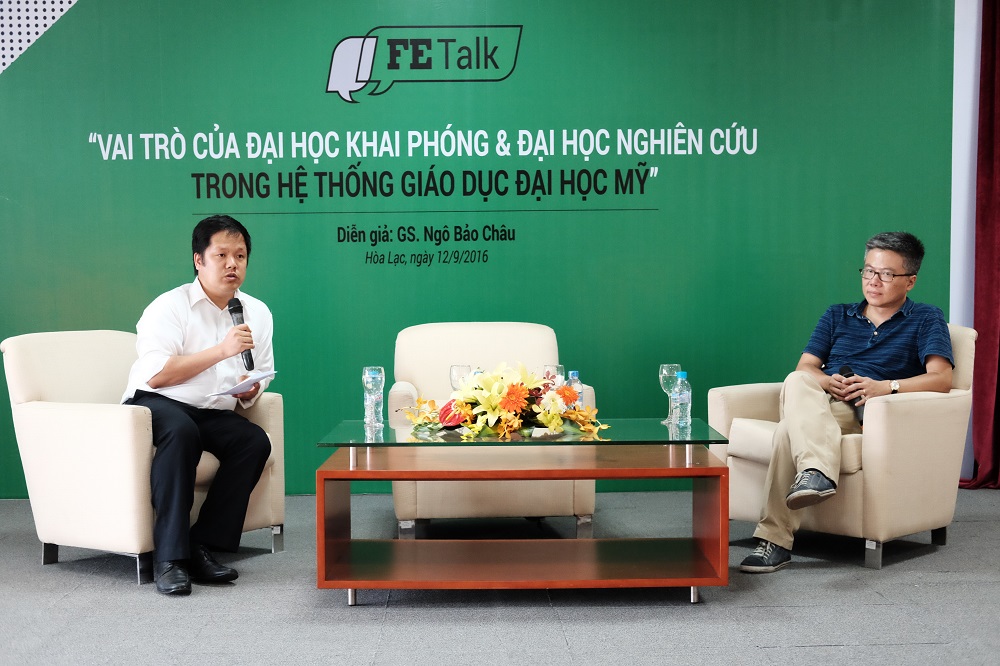 FE Talk
“VAI TRÒ CỦA ĐẠI HỌC KHAI PHÓNG & ĐẠI HỌC NGHIÊN CỨU
TRONG HỆ THỐNG GIÁO DỤC ĐẠI HỌC MỸ”
Diễn giả: GS. Ngô Bảo Châu
Hòa Lạc, ngày 12/9/2016